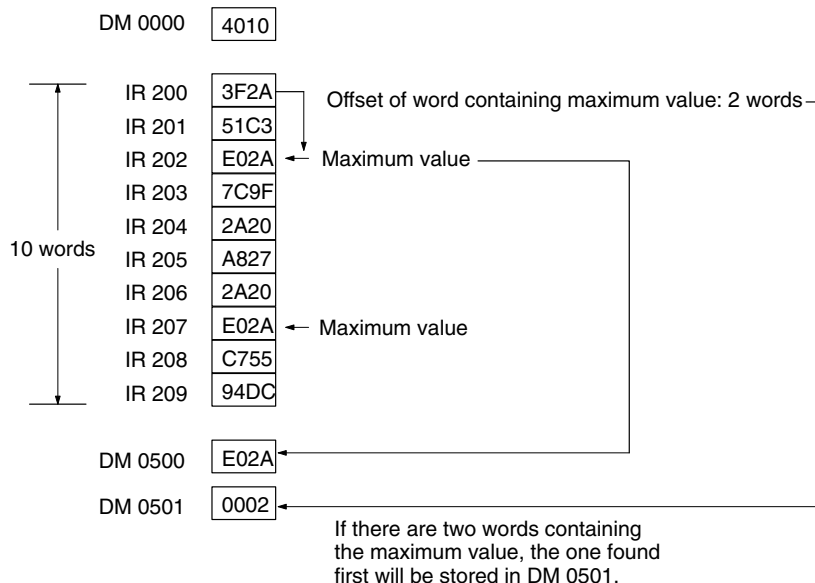 DM 0000 4010
IR 200 3F2A Offset of word containing maximum value: 2 words
IR 201 51C3
IR 202 E02A Maximum value
IR 203 7C9F
IR 204 2A20
10 words IR 205 A827
IR 206 2A20
IR 207 E02A Maximum value
IR 208 C755
IR 209 94DC
DM 0500 E02A
DM 0501 0002
If there are two words containing
the maximum value, the one found
first will be stored in DM 0501.